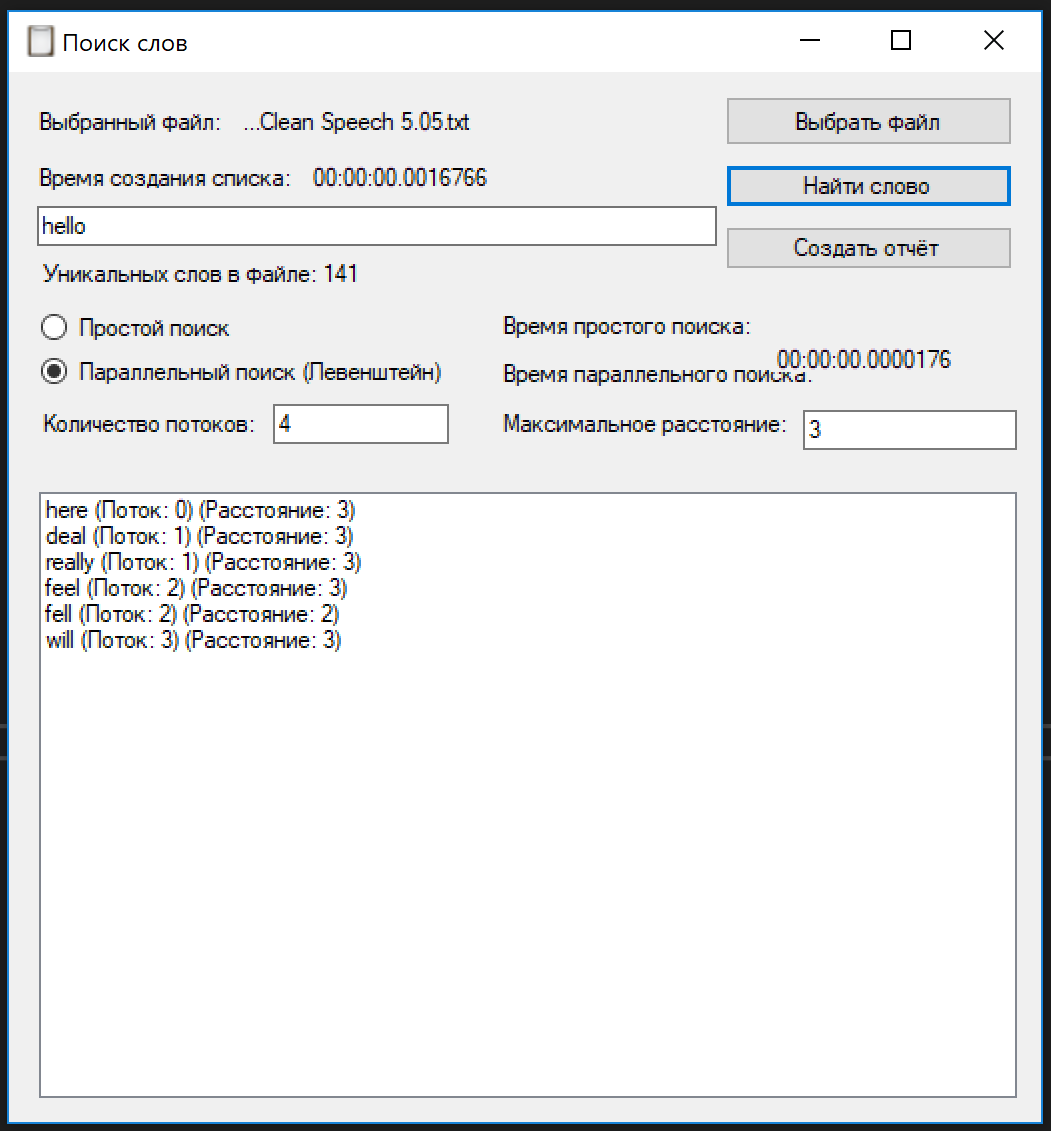 Поиск слов
Выбранный файл: ...Clean Speech 5.05.txt
Выбрать файл
Время создания списка: 00:00:00.0016766
Найти слово
hello
Создать отчёт
Уникальных слов в файле: 141
Простой поиск
Время простого поиска:
00:00:00.0000176
Параллельный поиск (Левенштейн)
Время параллельного поиска:
Количество потоков: 4
Максимальное расстояние: 3
here (Поток: 0) (Расстояние: 3)
deal (Поток: 1) (Расстояние: 3)
really (Поток: 1) (Расстояние: 3)
feel (Поток: 2) (Расстояние: 3)
fell (Поток: 2) (Расстояние: 2)
will (Поток: 3) (Расстояние: 3)